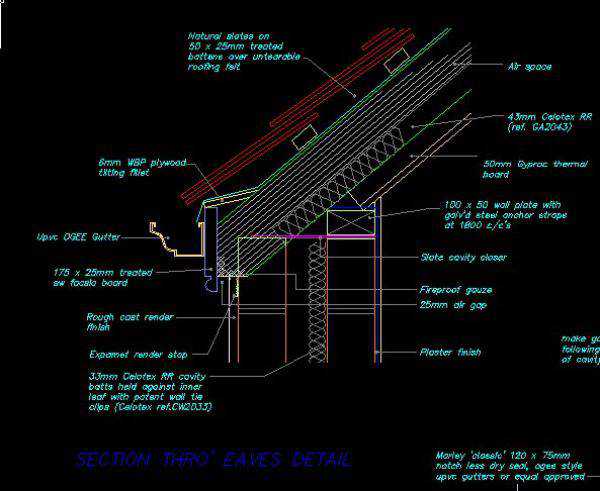 Natural slates on
50 x 25mm treated
battens over untearable
roofing felt
Air space
43mm Celotex RR
(ref. GA2043)
6mm WBP plywood
tilting fillet
50mm Gyproc thermal
board
100 x 50 wall plate with
galv'd steel anchor straps
at 1800 c/c's
Upvc OGEE Gutter
Slate cavity closer
175 x 25mm treated
sw facia board
Fireproof gauze
25mm air gap
Rough cast render
finish
make go
following
of cavity
Expamed render stop
Plaster finish
33mm Celotex RR cavity
batts held against inner
leaf with patent wall tie
clips (Celotex ref.CW2033)
SECTION THRO' EAVES DETAIL
Marley 'classic' 120 x 75mm
notch less dry seal, ogee style
upvc gutters or equal approved